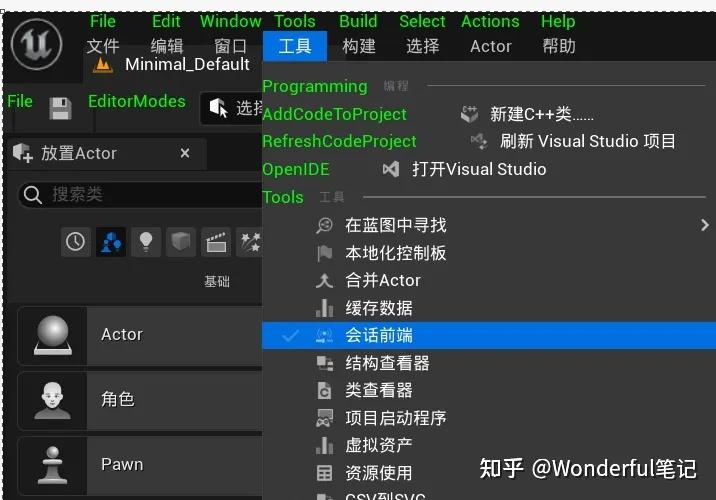 File Edit Window Tools Build Select Actions Help
文件 编辑 窗口 工具 构建 选择 Actor 帮助
Minimal_Default
File EditorModes 选择
放置Actor
搜索类
基础
Actor
角色
Pawn
Programming 编程
AddCodeToProject 新建C++类......
RefreshCodeProject 刷新 Visual Studio 项目
OpenIDE 打开Visual Studio
Tools 工具
在蓝图中寻找
本地化控制板
合并Actor
缓存数据
会话前端
结构查看器
类查看器
项目启动程序
虚拟资产
资源使用
CSV到SVG
知乎 @Wonderful笔记